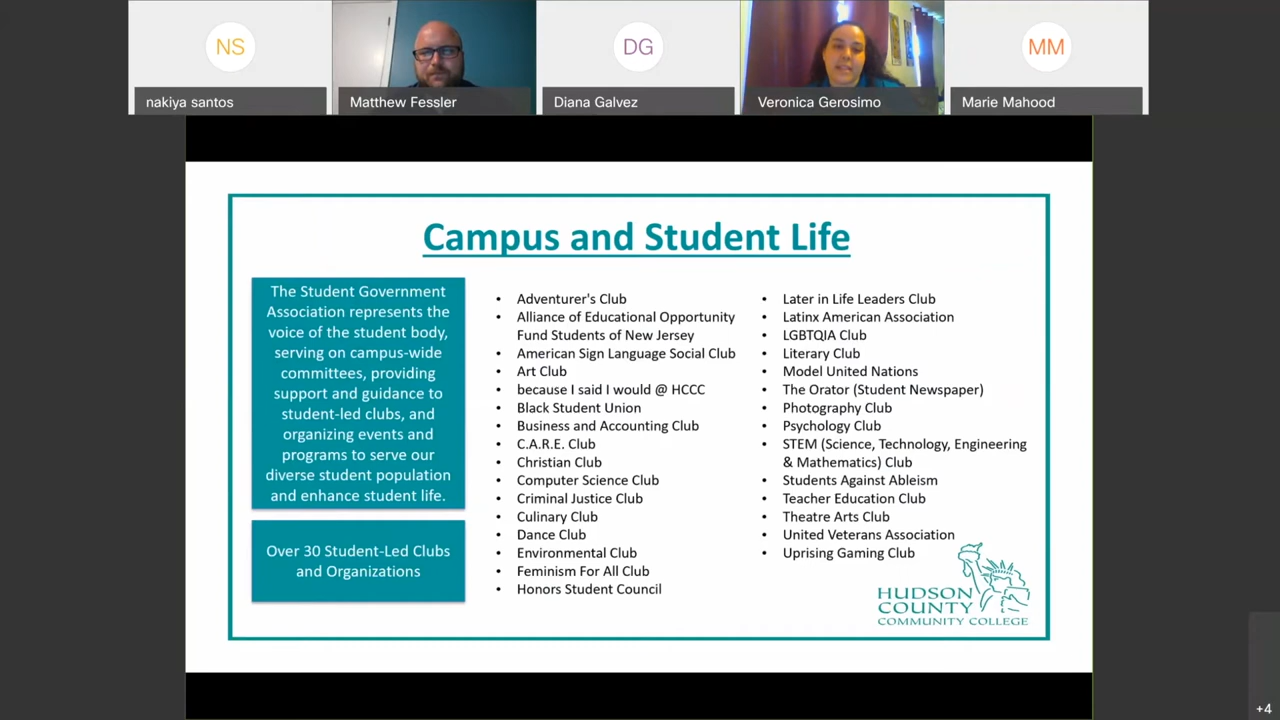 NS
DG
MM
nakiya santos
Matthew Fessler
Diana Galvez
Veronica Gerosimo
Marie Mahood
Campus and Student Life
The Student Government
Association represents the
voice of the student body,
serving on campus-wide
committees, providing
support and guidance to
student-led clubs, and
organizing events and
programs to serve our
diverse student population
and enhance student life.
Over 30 Student-Led Clubs
and Organizations
• Adventurer's Club
• Alliance of Educational Opportunity
Fund Students of New Jersey
• American Sign Language Social Club
• Art Club
• because I said I would @ HCCC
• Black Student Union
• Business and Accounting Club
• C.A.R.E. Club
• Christian Club
• Computer Science Club
• Criminal Justice Club
• Culinary Club
• Dance Club
• Environmental Club
• Feminism For All Club
• Honors Student Council
• Later in Life Leaders Club
• Latinx American Association
• LGBTQIA Club
• Literary Club
• Model United Nations
• The Orator (Student Newspaper)
• Photography Club
• Psychology Club
• STEM (Science, Technology, Engineering
& Mathematics) Club
• Students Against Ableism
• Teacher Education Club
• Theatre Arts Club
• United Veterans Association
• Uprising Gaming Club
HUDSON
COUNTY
COMMUNITY COLLEGE
+4